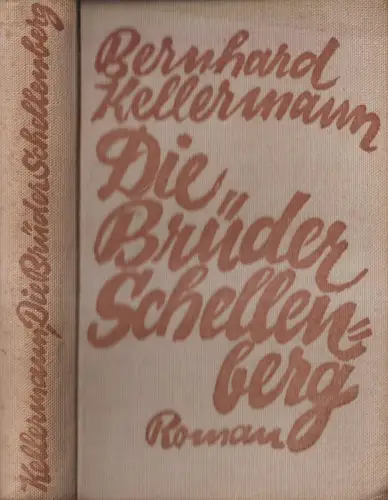 Kellermann, Die Brüder Schellenberg
Bernhard
Kellermann
Die
Brüder
Schellen=
berg
Roman